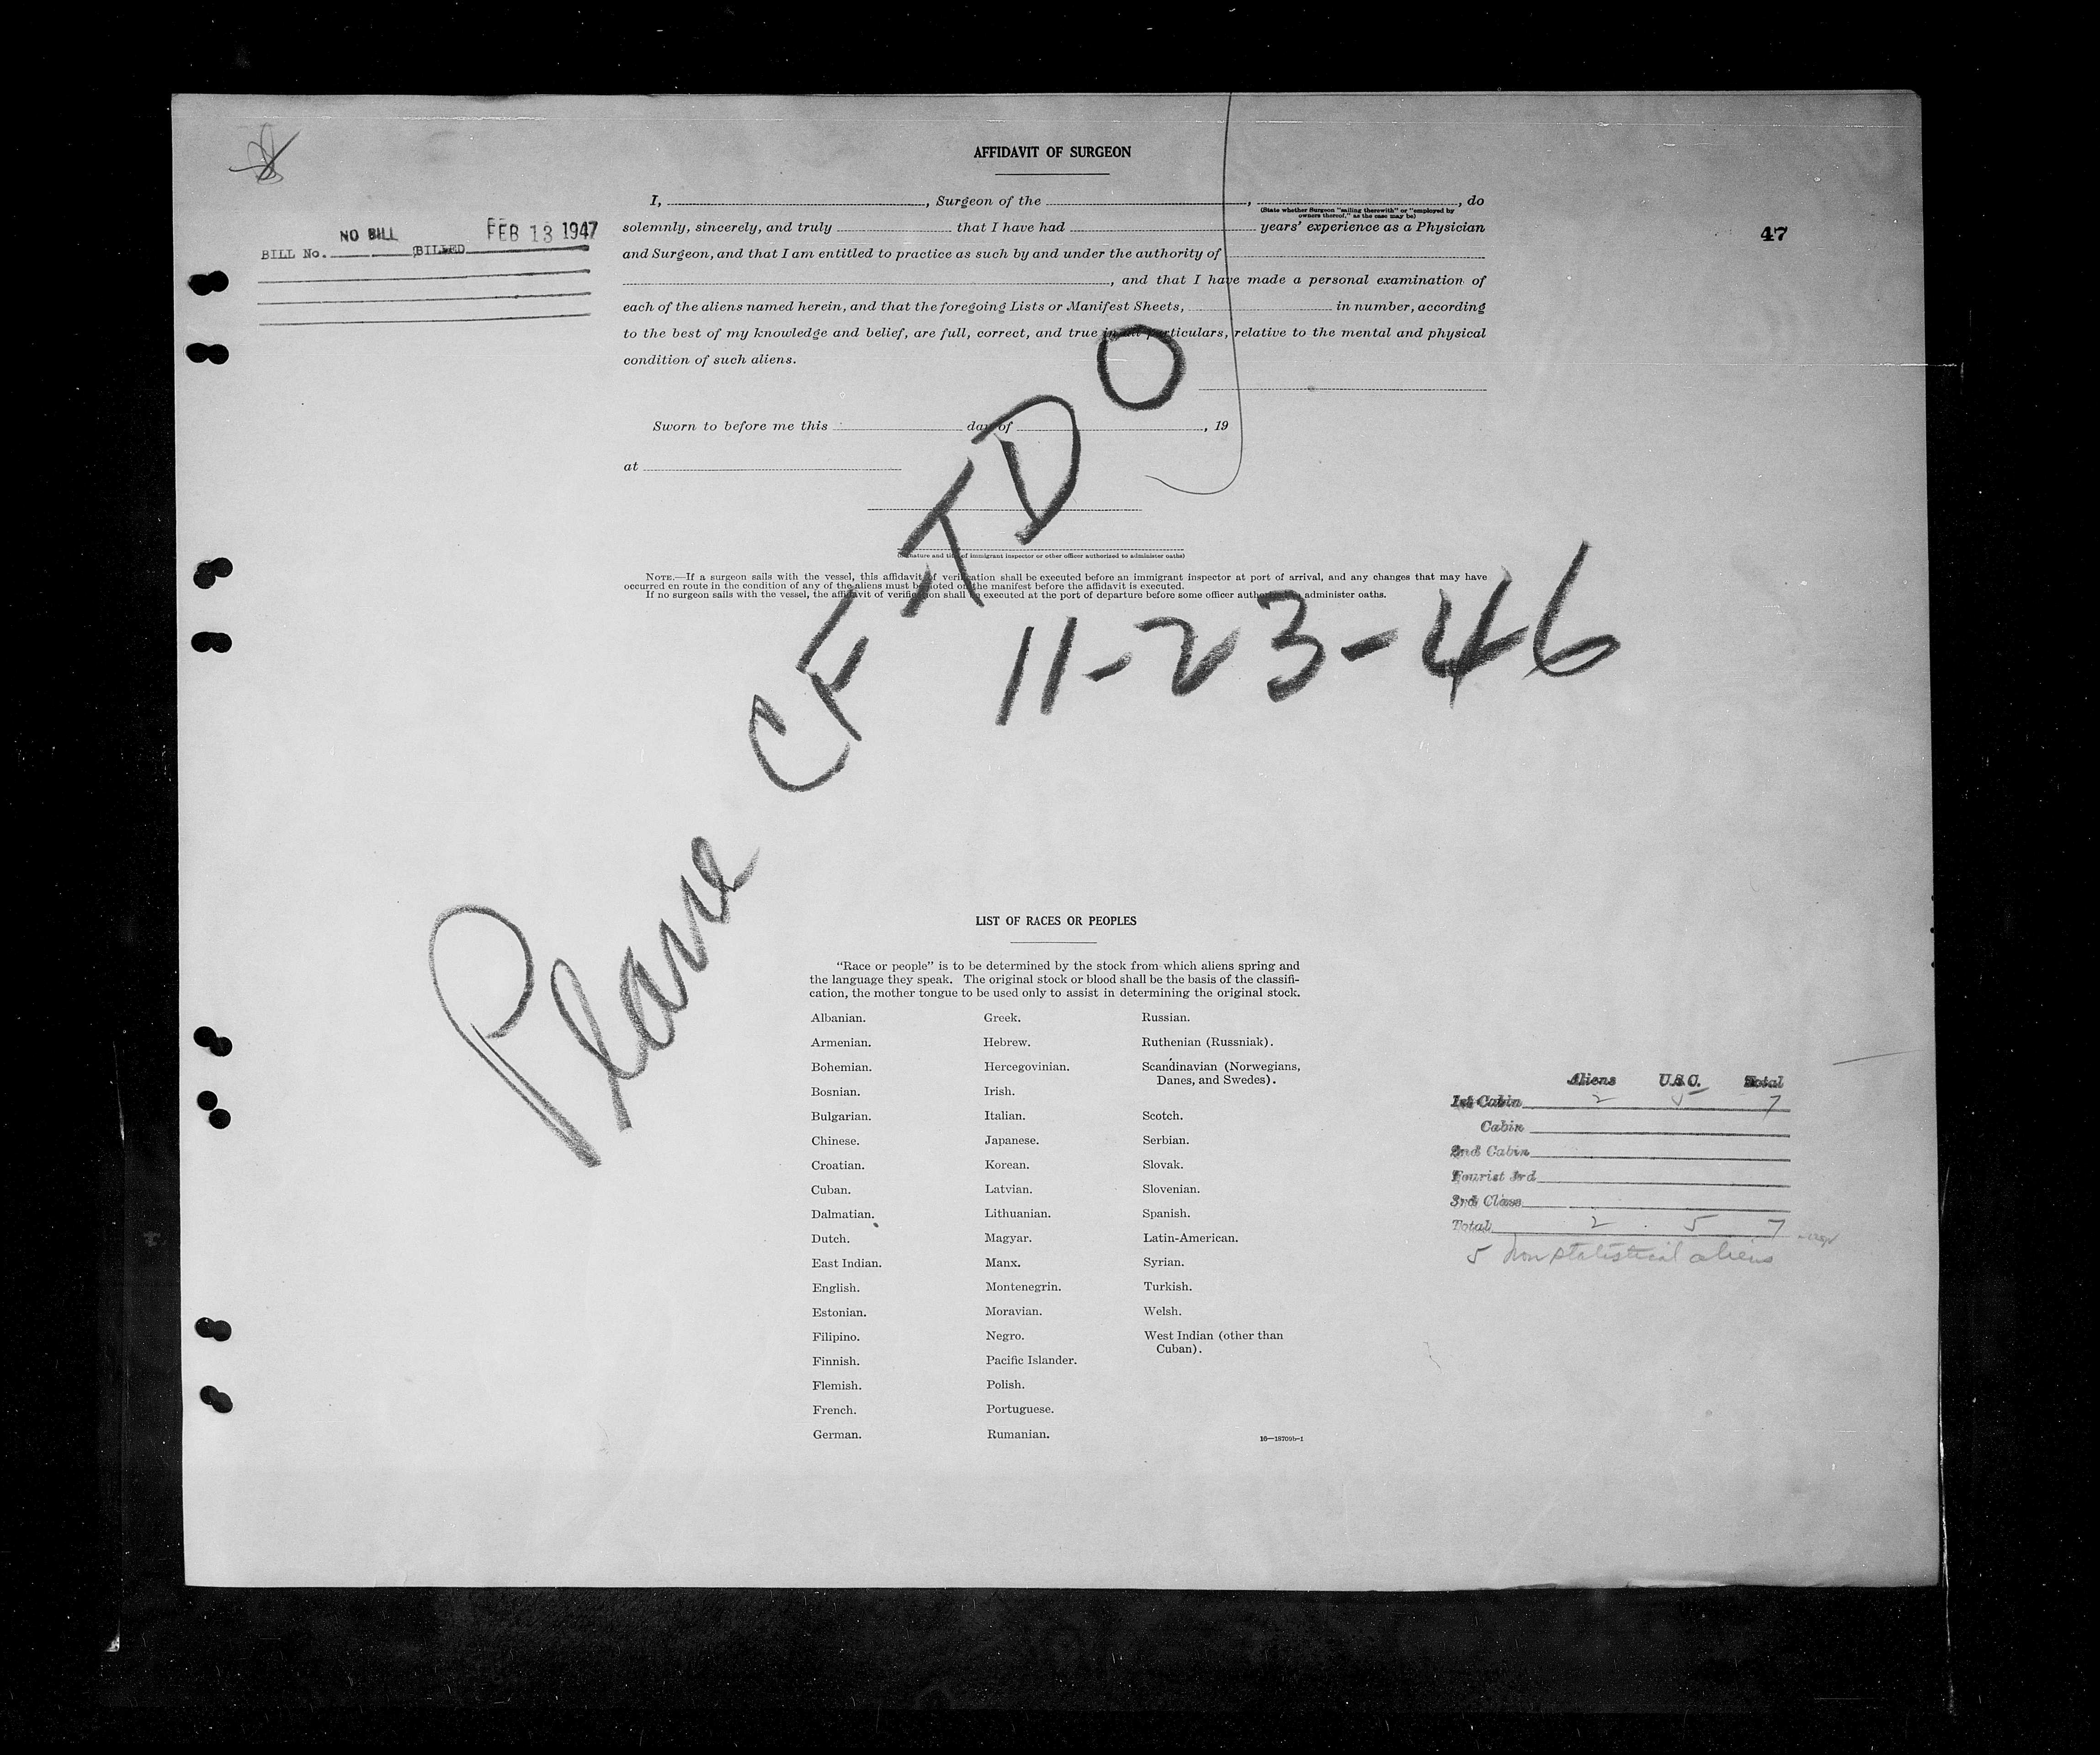 AFFIDAVIT OF SURGEON
I, , Surgeon of the , , do
(State whether Surgeon "sailing therewith" or "employed by
owners thereof," as the case may be)
solemnly, sincerely, and truly that I have had years' experience as a Physician
and Surgeon, and that I am entitled to practice as such by and under the authority of
, and that I have made a personal examination of
each of the aliens named herein, and that the foregoing Lists or Manifest Sheets, in number, according
to the best of my knowledge and belief, are full, correct, and true in all particulars, relative to the mental and physical
condition of such aliens.
Sworn to before me this day of , 19
at
(Signature and title of immigrant inspector or other officer authorized to administer oaths)
NOTE.—If a surgeon sails with the vessel, this affidavit of verification shall be executed before an immigrant inspector at port of arrival, and any changes that may have
occurred en route in the condition of any of the aliens must be noted on the manifest before the affidavit is executed.
If no surgeon sails with the vessel, the affidavit of verification shall be executed at the port of departure before some officer authorized to administer oaths.
NO BILL FEB 13 1947
BILL No. BILLED
47
Plane CF-TDO
11-23-46
LIST OF RACES OR PEOPLES
"Race or people" is to be determined by the stock from which aliens spring and
the language they speak. The original stock or blood shall be the basis of the classifi-
cation, the mother tongue to be used only to assist in determining the original stock.
Albanian. Greek. Russian.
Armenian. Hebrew. Ruthenian (Russniak).
Bohemian. Hercegovinian. Scandinavian (Norwegians,
Danes, and Swedes).
Bosnian. Irish.
Bulgarian. Italian. Scotch.
Chinese. Japanese. Serbian.
Croatian. Korean. Slovak.
Cuban. Latvian. Slovenian.
Dalmatian. Lithuanian. Spanish.
Dutch. Magyar. Latin-American.
East Indian. Manx. Syrian.
English. Montenegrin. Turkish.
Estonian. Moravian. Welsh.
Filipino. Negro. West Indian (other than
Cuban).
Finnish. Pacific Islander.
Flemish. Polish.
French. Portuguese.
German. Rumanian.
16—18709b-1
Aliens U.S.C. Total
1st Cabin 2 5 7
Cabin
2nd Cabin
Tourist 3rd
3rd Class
Total 2 5 7
5 non statistical aliens